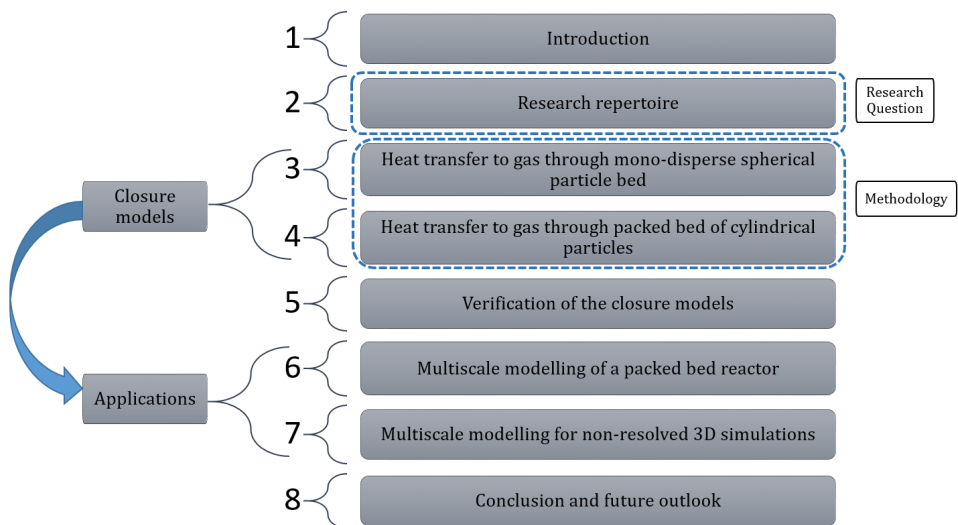 1
Introduction
2
Research repertoire
Research
Question
3
Heat transfer to gas through mono-disperse spherical
particle bed
Closure
models
Methodology
4
Heat transfer to gas through packed bed of cylindrical
particles
5
Verification of the closure models
6
Multiscale modelling of a packed bed reactor
Applications
7
Multiscale modelling for non-resolved 3D simulations
8
Conclusion and future outlook